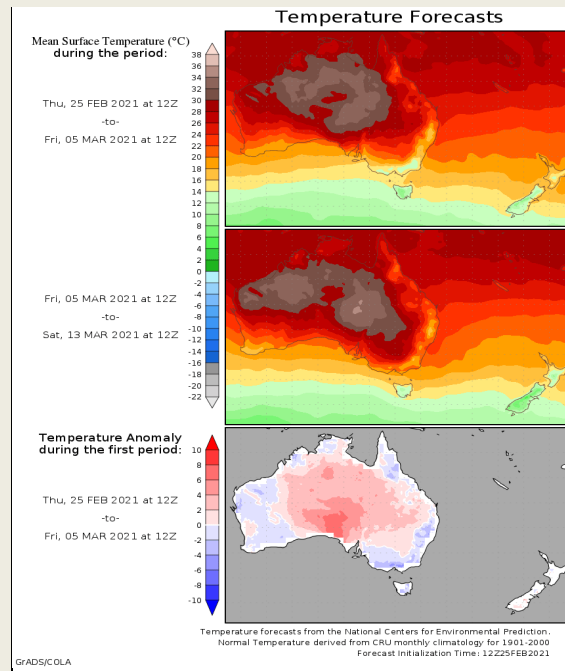 Temperature Forecasts
Mean Surface Temperature (°C)
during the period:
Thu, 25 FEB 2021 at 12Z
-to-
Fri, 05 MAR 2021 at 12Z
38
36
34
32
30
28
26
24
22
20
18
16
14
12
10
8
6
4
2
0
-2
-4
-6
-8
-10
-12
-14
-16
-18
-20
-22
Fri, 05 MAR 2021 at 12Z
-to-
Sat, 13 MAR 2021 at 12Z
Temperature Anomaly
during the first period:
Thu, 25 FEB 2021 at 12Z
-to-
Fri, 05 MAR 2021 at 12Z
10
8
6
4
2
0
-2
-4
-6
-8
-10
Temperature forecasts from the National Centers for Environmental Prediction.
Normal Temperature derived from CRU monthly climatology for 1901-2000
Forecast Initialization Time: 12Z25FEB2021
GrADS/COLA